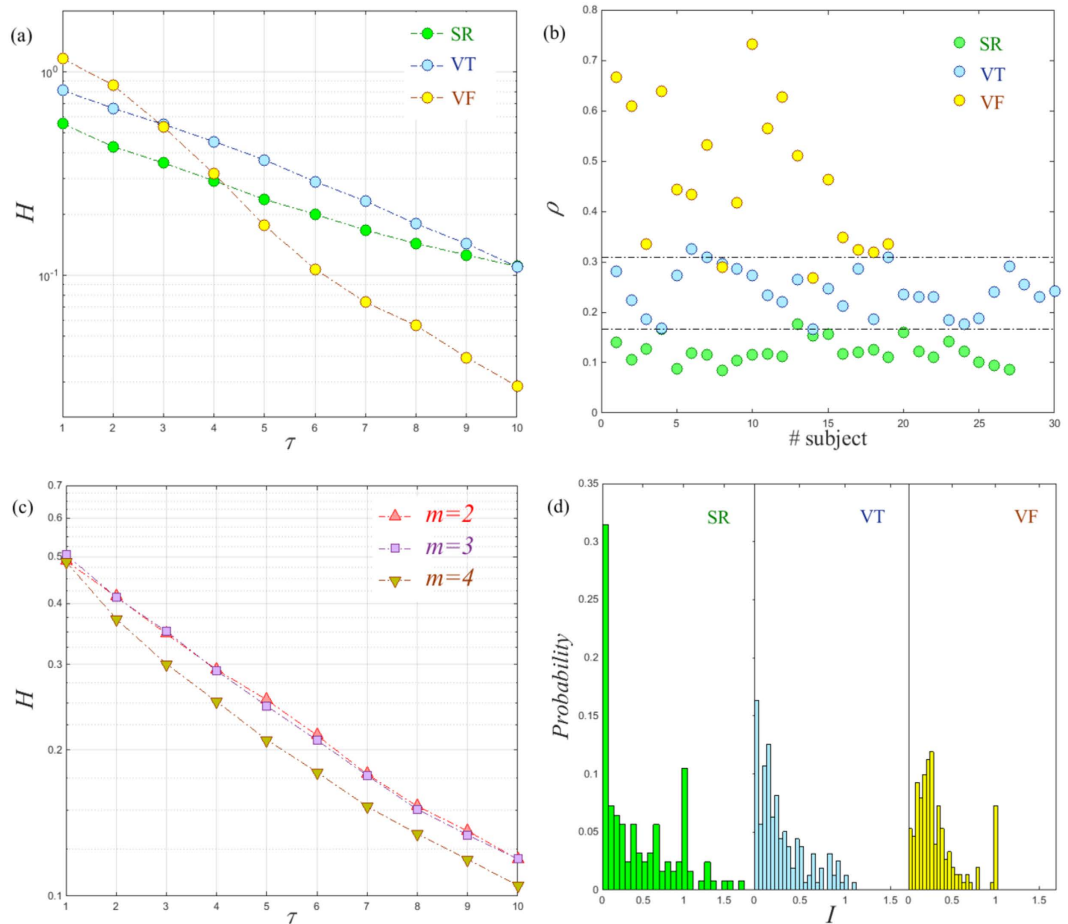 (a)
SR
VT
VF
10⁰
10⁻¹
H
1 2 3 4 5 6 7 8 9 10
τ
(b)
SR
VT
VF
0.8
0.7
0.6
0.5
0.4
0.3
0.2
0.1
0
ρ
0 5 10 15 20 25 30
# subject
(c)
m=2
m=3
m=4
0.7
0.6
0.5
0.4
0.3
0.2
0.1
H
1 2 3 4 5 6 7 8 9 10
τ
(d)
SR VT VF
0.35
0.3
0.25
0.2
0.15
0.1
0.05
0
Probability
0 0.5 1 1.5 0 0.5 1 1.5 0 0.5 1 1.5
I